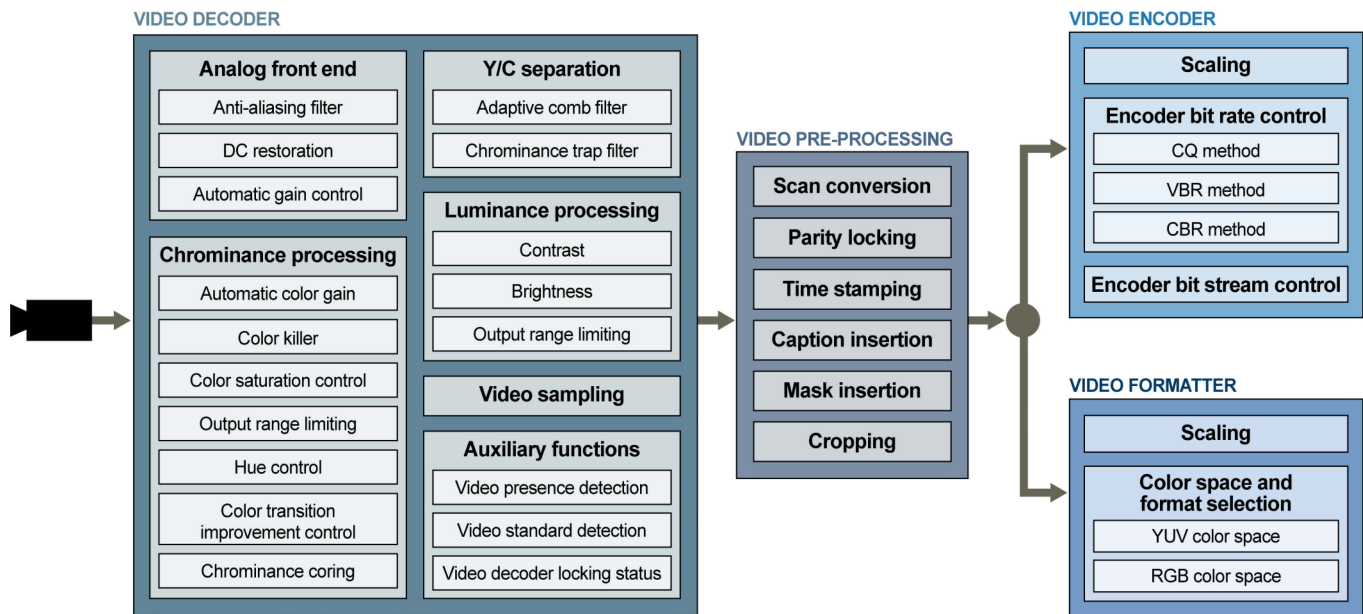 VIDEO DECODER
Analog front end
Anti-aliasing filter
DC restoration
Automatic gain control
Chrominance processing
Automatic color gain
Color killer
Color saturation control
Output range limiting
Hue control
Color transition
improvement control
Chrominance coring
Y/C separation
Adaptive comb filter
Chrominance trap filter
Luminance processing
Contrast
Brightness
Output range limiting
Video sampling
Auxiliary functions
Video presence detection
Video standard detection
Video decoder locking status
VIDEO PRE-PROCESSING
Scan conversion
Parity locking
Time stamping
Caption insertion
Mask insertion
Cropping
VIDEO ENCODER
Scaling
Encoder bit rate control
CQ method
VBR method
CBR method
Encoder bit stream control
VIDEO FORMATTER
Scaling
Color space and
format selection
YUV color space
RGB color space